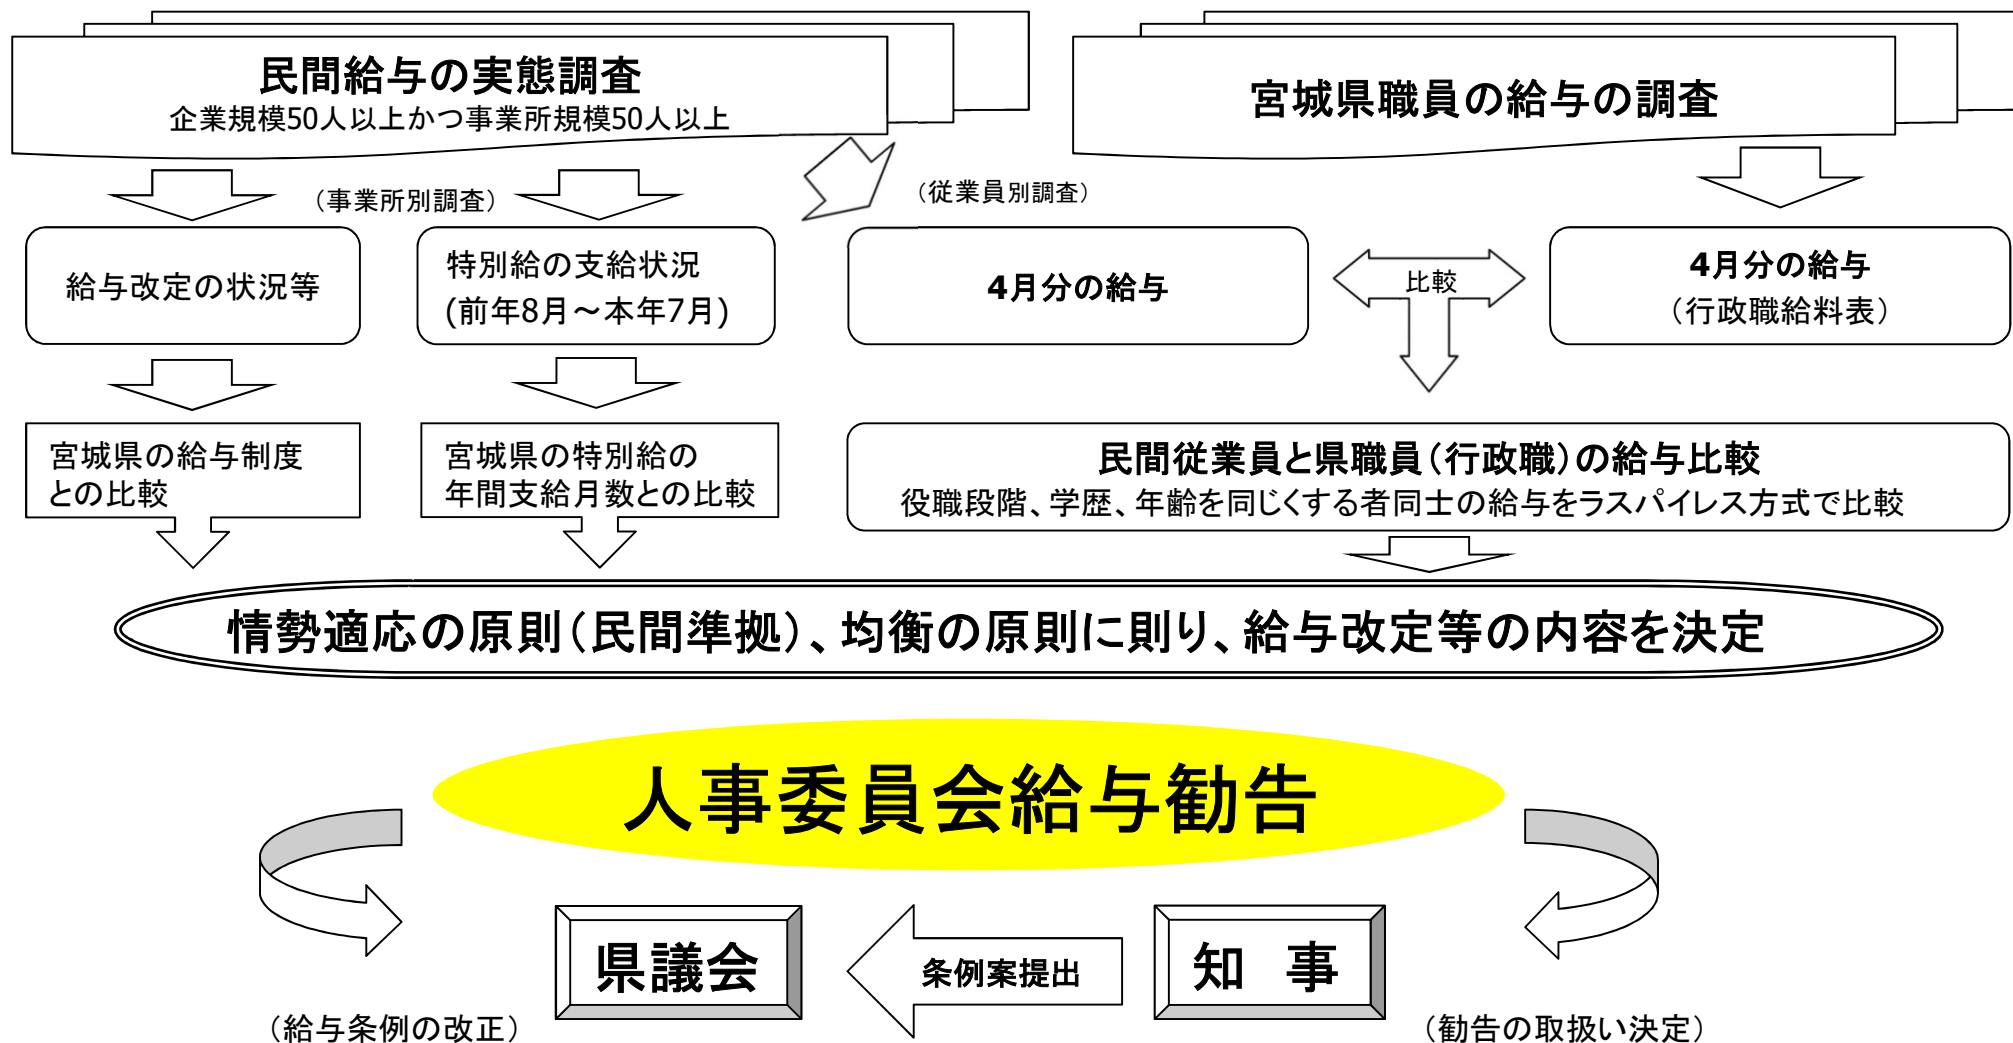 民間給与の実態調査
企業規模50人以上かつ事業所規模50人以上
宮城県職員の給与の調査
（事業所別調査）
（従業員別調査）
給与改定の状況等
特別給の支給状況
(前年8月～本年7月)
4月分の給与
比較
4月分の給与
（行政職給料表）
宮城県の給与制度
との比較
宮城県の特別給の
年間支給月数との比較
民間従業員と県職員（行政職）の給与比較
役職段階、学歴、年齢を同じくする者同士の給与をラスパイレス方式で比較
情勢適応の原則（民間準拠）、均衡の原則に則り、給与改定等の内容を決定
人事委員会給与勧告
県議会
条例案提出
知　事
（給与条例の改正）
（勧告の取扱い決定）